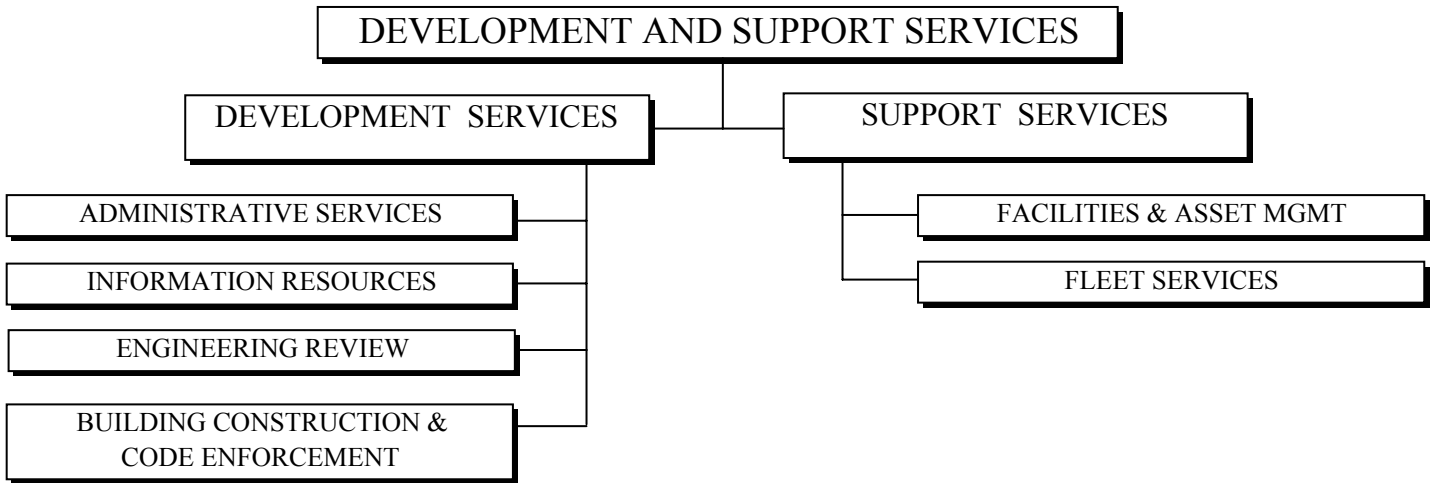 DEVELOPMENT AND SUPPORT SERVICES
DEVELOPMENT SERVICES
SUPPORT SERVICES
ADMINISTRATIVE SERVICES
INFORMATION RESOURCES
ENGINEERING REVIEW
BUILDING CONSTRUCTION &
CODE ENFORCEMENT
FACILITIES & ASSET MGMT
FLEET SERVICES